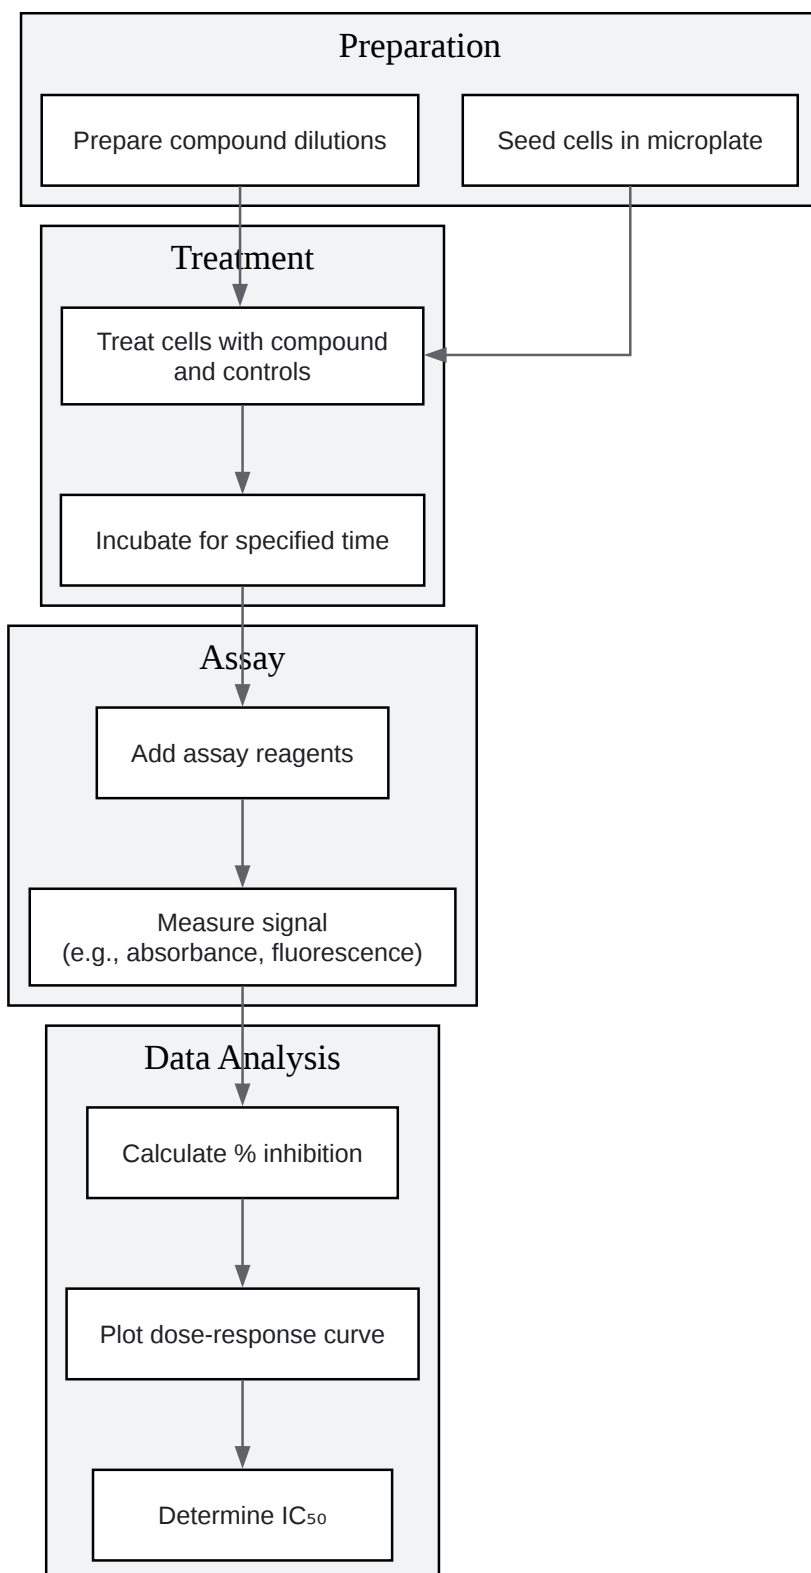 Preparation
Prepare compound dilutions
Seed cells in microplate
Treatment
Treat cells with compound
and controls
Incubate for specified time
Assay
Add assay reagents
Measure signal
(e.g., absorbance, fluorescence)
Data Analysis
Calculate % inhibition
Plot dose-response curve
Determine IC₅₀